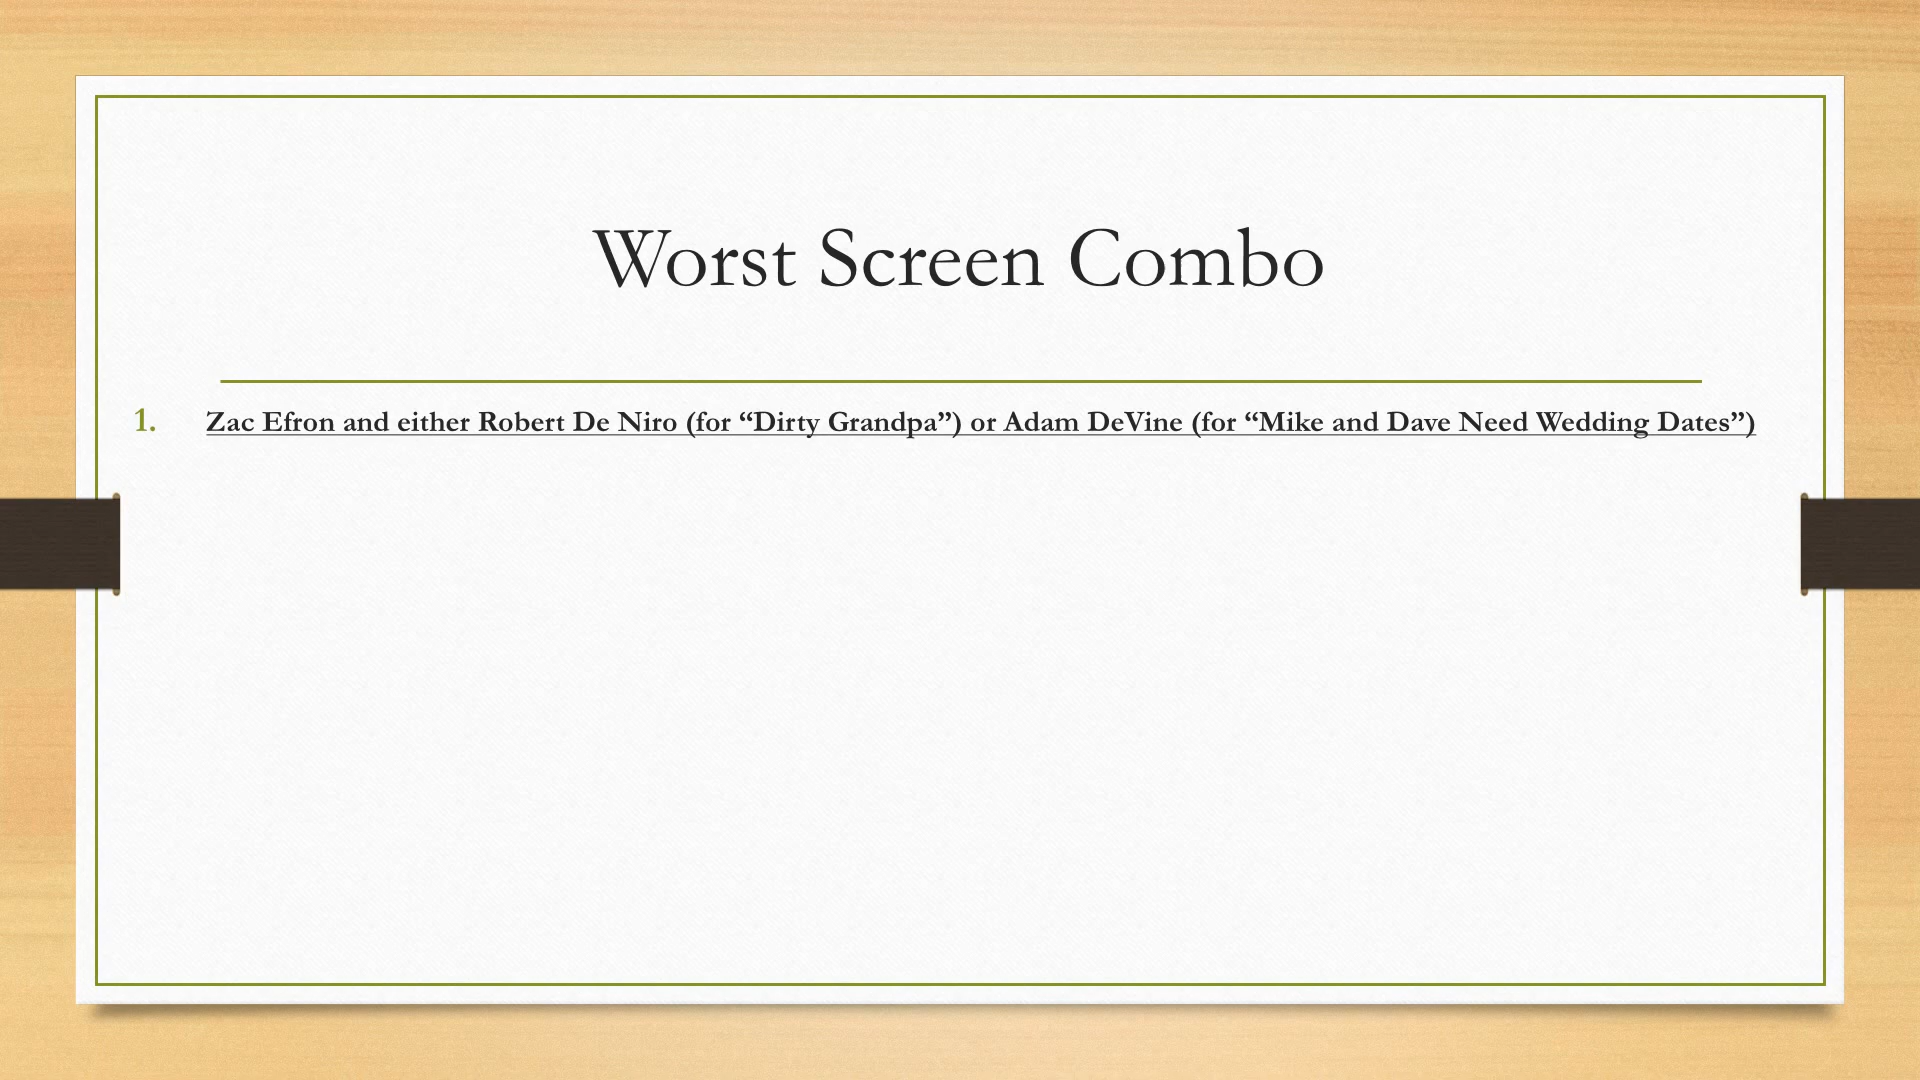 Worst Screen Combo
1. Zac Efron and either Robert De Niro (for “Dirty Grandpa”) or Adam DeVine (for “Mike and Dave Need Wedding Dates”)